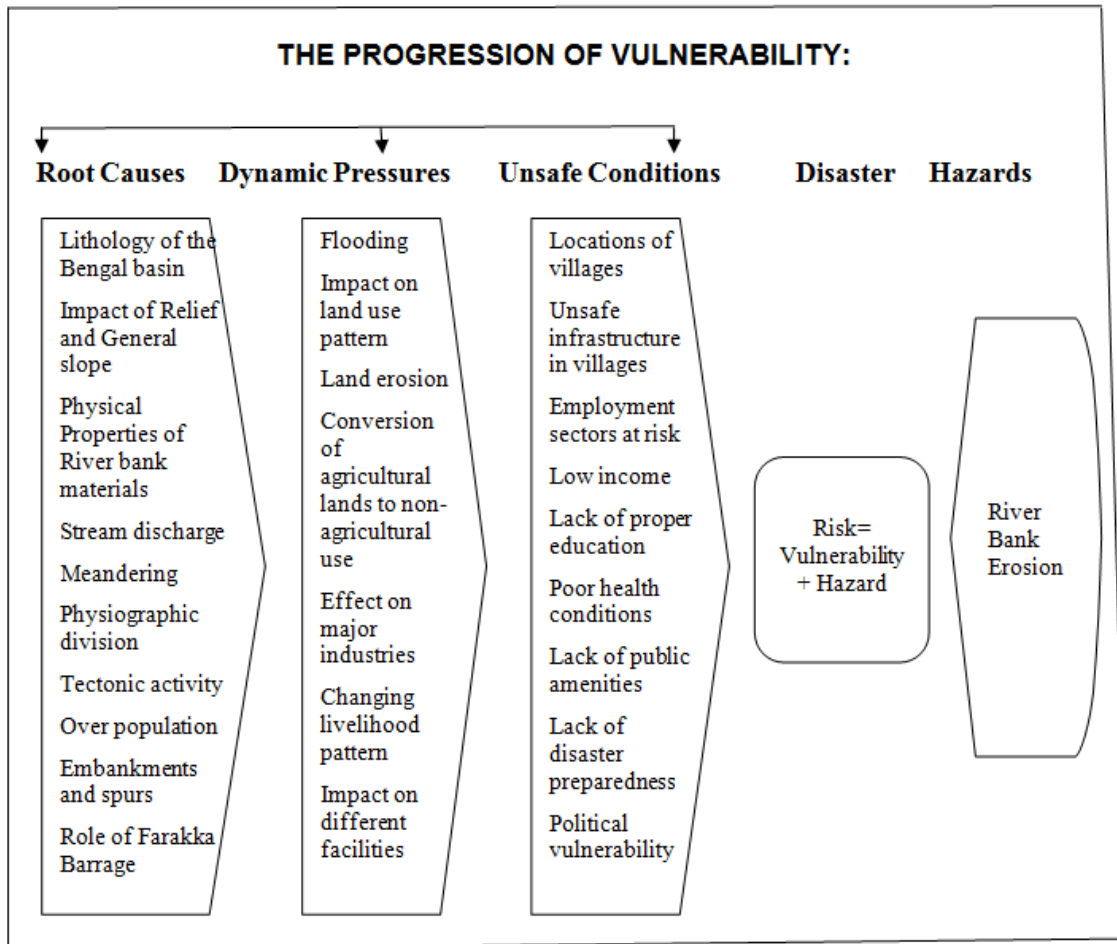 THE PROGRESSION OF VULNERABILITY:
Root Causes
Dynamic Pressures
Unsafe Conditions
Disaster
Hazards
Lithology of the
Bengal basin
Impact of Relief
and General
slope
Physical
Properties of
River bank
materials
Stream discharge
Meandering
Physiographic
division
Tectonic activity
Over population
Embankments
and spurs
Role of Farakka
Barrage
Flooding
Impact on
land use
pattern
Land erosion
Conversion of
agricultural
lands to non-
agricultural
use
Effect on
major
industries
Changing
livelihood
pattern
Impact on
different
facilities
Locations of
villages
Unsafe
infrastructure
in villages
Employment
sectors at risk
Low income
Lack of proper
education
Poor health
conditions
Lack of public
amenities
Lack of
disaster
preparedness
Political
vulnerability
Risk=
Vulnerability
+ Hazard
River
Bank
Erosion